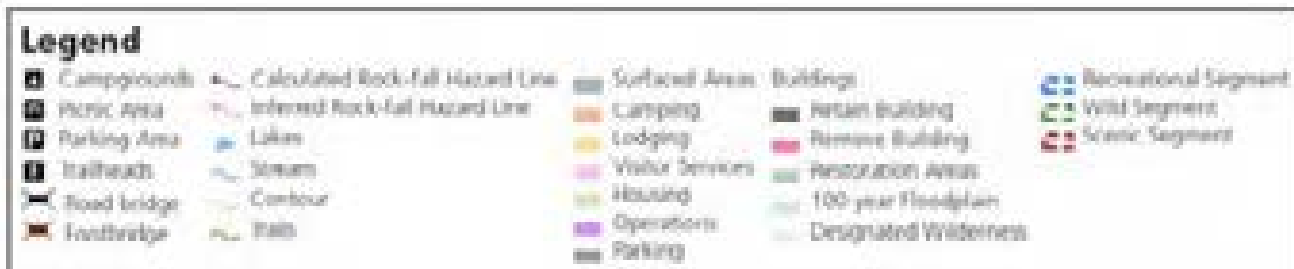 Legend
Campgrounds
Picnic Area
Parking Area
Trailheads
Road bridge
Footbridge
Calculated Rock-fall Hazard Line
Inferred Rock-fall Hazard Line
Lakes
Stream
Contour
Trails
Surfaced Areas
Camping
Lodging
Visitor Services
Housing
Operations
Parking
Buildings
Retain Building
Remove Building
Restoration Areas
100-year Floodplain
Designated Wilderness
Recreational Segment
Wild Segment
Scenic Segment